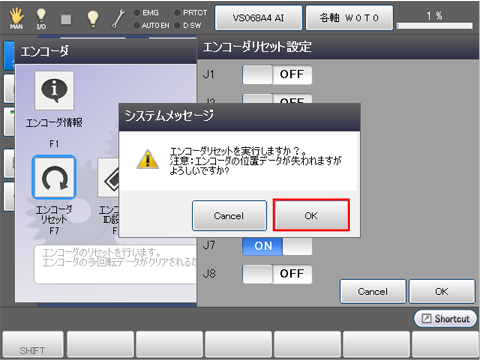 EMG
PRTCT
AUTO EN
DSW
MAN
I/O
VS068A4 AI
各軸 W0T0
1 %
エンコーダ
エンコーダリセット設定
J1
OFF
J2
OFF
エンコーダ情報
F1
システムメッセージ
エンコーダリセットを実行しますか？。
注意：エンコーダの位置データが失われますが
よろしいですか?
Cancel
OK
エンコーダ
リセット
F7
J7
ON
エンコーダのリセットを行います。
エンコーダの多回転データがクリアされるた
J8
OFF
Cancel
OK
Shortcut
SHIFT